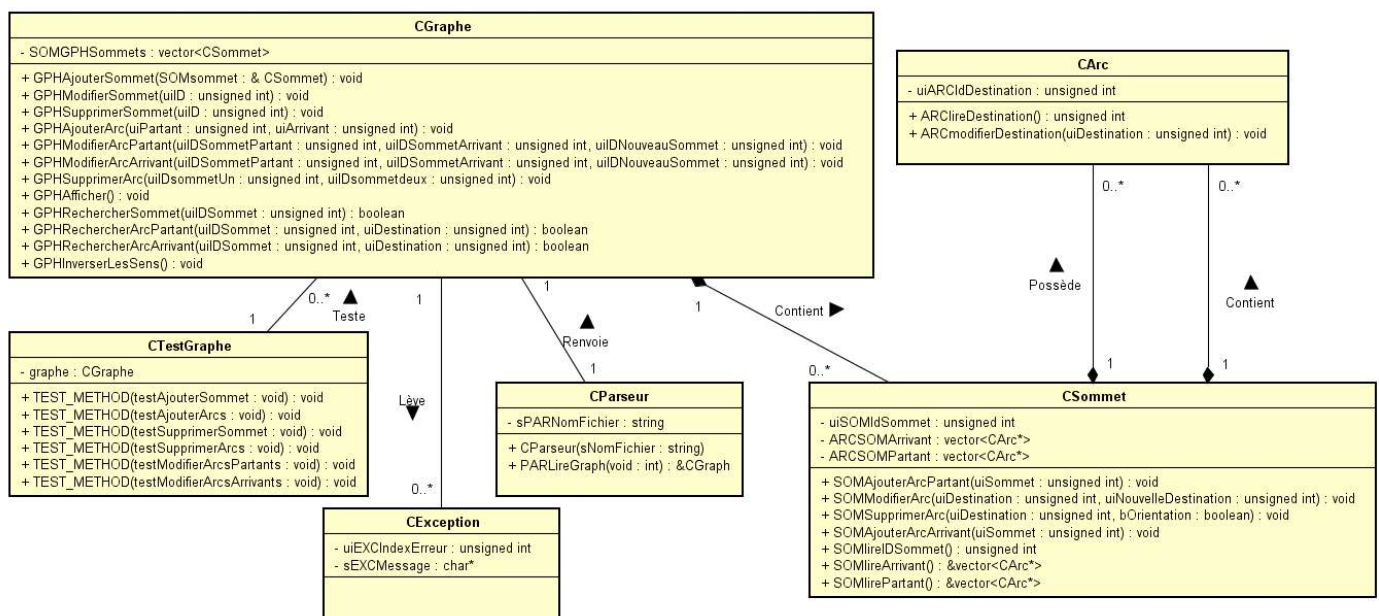 CGraphe
- SOMGPHSommets : vector<CSommet>
+ GPHAjouterSommet(SOMsommet : & CSommet) : void
+ GPHModifierSommet(uiID : unsigned int) : void
+ GPHSupprimerSommet(uiID : unsigned int) : void
+ GPHAjouterArc(uiPartant : unsigned int, uiArrivant : unsigned int) : void
+ GPHModifierArcPartant(uiIDSommetPartant : unsigned int, uiIDSommetArrivant : unsigned int, uiIDNouveauSommet : unsigned int) : void
+ GPHModifierArcArrivant(uiIDSommetPartant : unsigned int, uiIDSommetArrivant : unsigned int, uiIDNouveauSommet : unsigned int) : void
+ GPHSupprimerArc(uiIDsommetUn : unsigned int, uiIDsommetdeux : unsigned int) : void
+ GPHAfficher() : void
+ GPHRechercherSommet(uiIDSommet : unsigned int) : boolean
+ GPHRechercherArcPartant(uiIDSommet : unsigned int, uiDestination : unsigned int) : boolean
+ GPHRechercherArcArrivant(uiIDSommet : unsigned int, uiDestination : unsigned int) : boolean
+ GPHInverserLesSens() : void
CArc
- uiARCIdDestination : unsigned int
+ ARClireDestination() : unsigned int
+ ARCmodifierDestination(uiDestination : unsigned int) : void
0..*
0..*
Possède
Contient
1
1
0..*
Teste
1
1
Lève
0..*
1
Renvoie
1
1
Contient
0..*
CTestGraphe
- graphe : CGraphe
+ TEST_METHOD(testAjouterSommet : void) : void
+ TEST_METHOD(testAjouterArcs : void) : void
+ TEST_METHOD(testSupprimerSommet : void) : void
+ TEST_METHOD(testSupprimerArcs : void) : void
+ TEST_METHOD(testModifierArcsPartants : void) : void
+ TEST_METHOD(testModifierArcsArrivants : void) : void
CParseur
- sPARNomFichier : string
+ CParseur(sNomFichier : string)
+ PARLireGraph(void : int) : &CGraph
CSommet
- uiSOMIdSommet : unsigned int
- ARCSOMArrivant : vector<CArc*>
- ARCSOMPartant : vector<CArc*>
+ SOMAjouterArcPartant(uiSommet : unsigned int) : void
+ SOMModifierArc(uiDestination : unsigned int, uiNouvelleDestination : unsigned int) : void
+ SOMSupprimerArc(uiDestination : unsigned int, bOrientation : boolean) : void
+ SOMAjouterArcArrivant(uiSommet : unsigned int) : void
+ SOMlireIDSommet() : unsigned int
+ SOMlireArrivant() : &vector<CArc*>
+ SOMlirePartant() : &vector<CArc*>
CException
- uiEXCIndexErreur : unsigned int
- sEXCMessage : char*